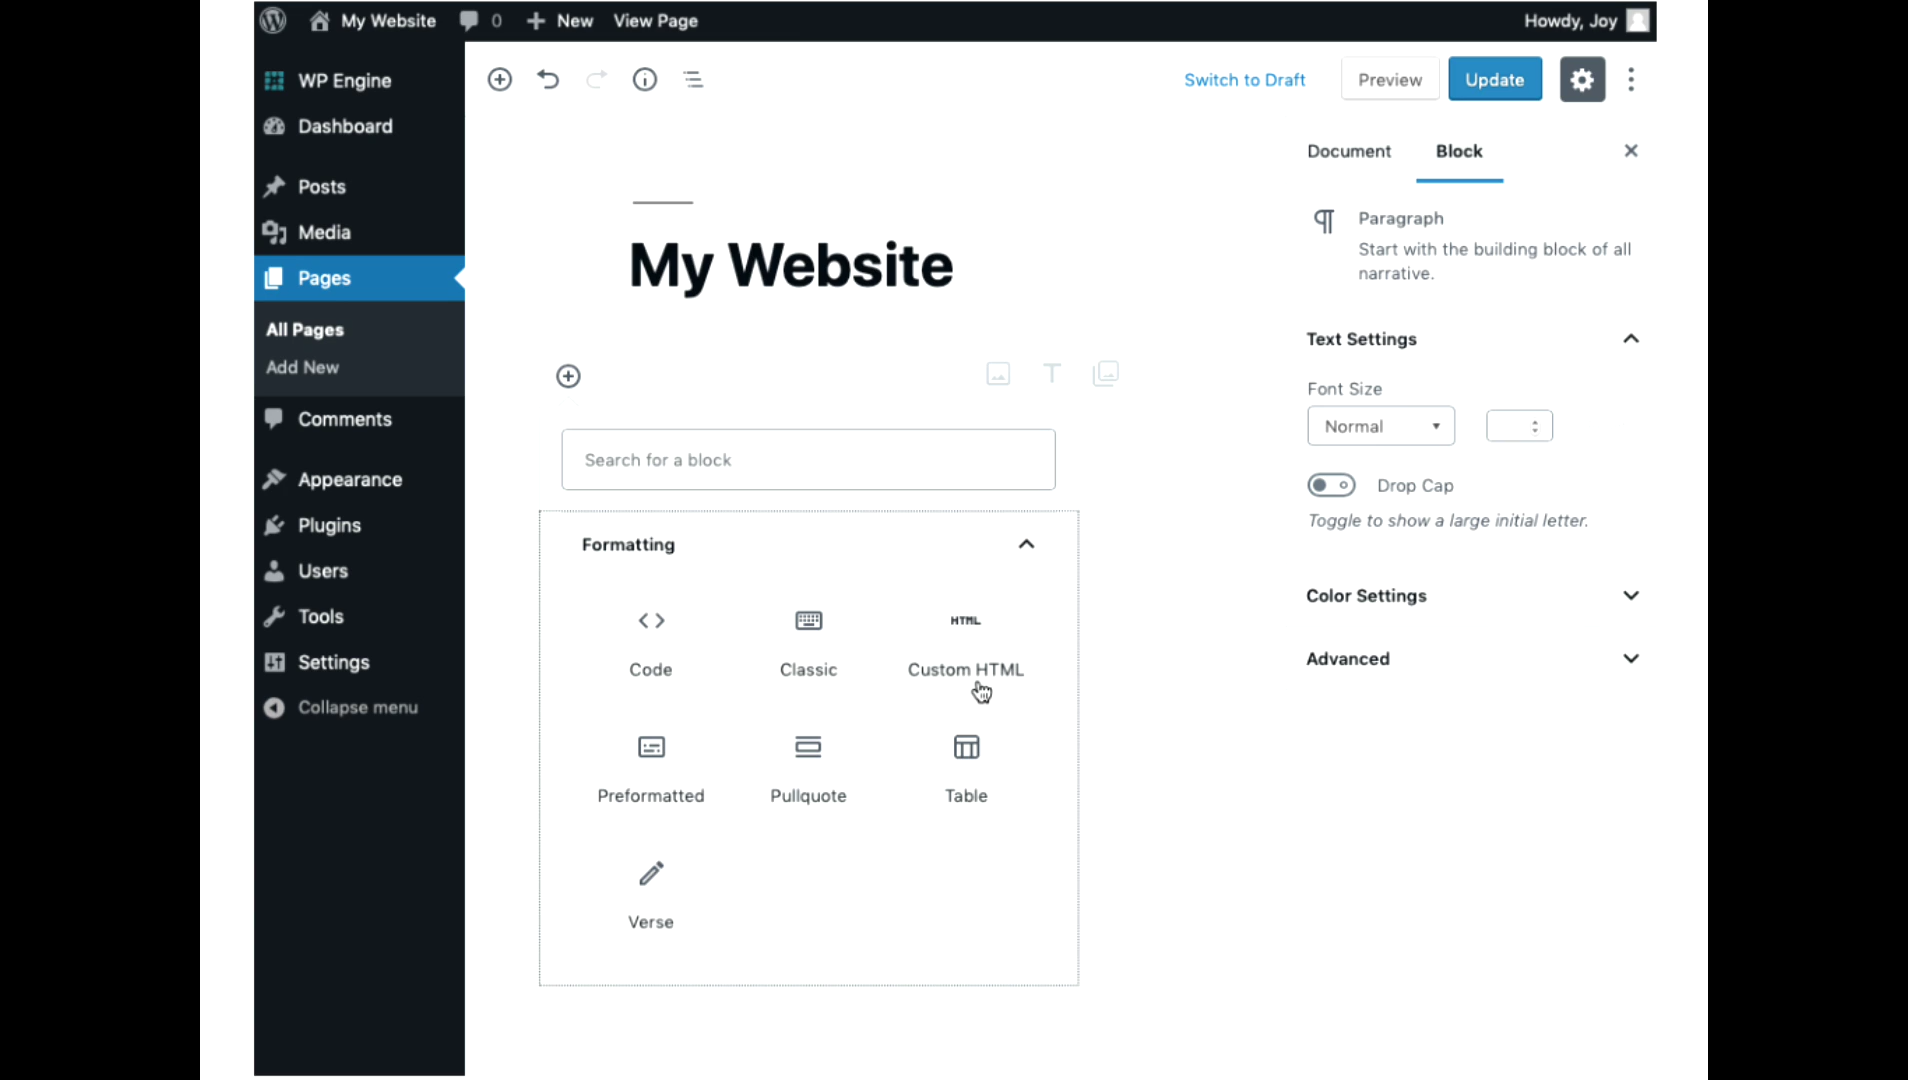 My Website 0 New View Page Howdy, Joy
WP Engine
Dashboard
Posts
Media
Pages
All Pages
Add New
Comments
Appearance
Plugins
Users
Tools
Settings
Collapse menu
Switch to Draft Preview Update
My Website
Search for a block
Formatting
Code Classic HTML Custom HTML
Preformatted Pullquote Table
Verse
Document Block
Paragraph
Start with the building block of all
narrative.
Text Settings
Font Size
Normal
Drop Cap
Toggle to show a large initial letter.
Color Settings
Advanced